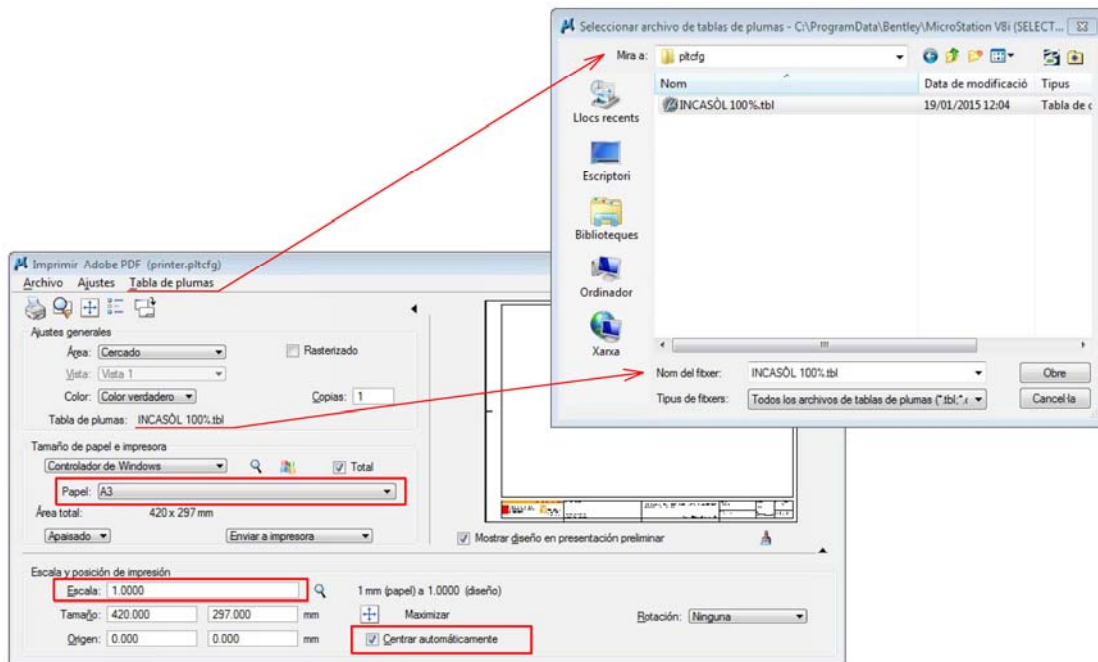 Seleccionar archivo de tablas de plumas - C:\ProgramData\Bentley\MicroStation V8i (SELECT...
Mira a: pltcfg
Nom Data de modificació Tipus
INCASÒL 100%.tbl 19/01/2015 12:04 Tabla de c
Llocs recents
Escriptori
Biblioteques
Ordinador
Xarxa
Nom del fitxer: INCASÒL 100%.tbl Obre
Tipus de fitxers: Todos los archivos de tablas de plumas (*.tbl;*. Cancel·la
Imprimir Adobe PDF (printer.pltcfg)
Archivo Ajustes Tabla de plumas
Ajustes generales
Área: Cercado Rasterizado
Vista: Vista 1
Color: Color verdadero Copias: 1
Tabla de plumas: INCASÒL 100%.tbl
Tamaño de papel e impresora
Controlador de Windows Total
Papel: A3
Área total: 420 x 297 mm
Apaisado Enviar a impresora
Mostrar diseño en presentación preliminar
Escala y posición de impresión
Escala: 1.0000 1 mm (papel) a 1.0000 (diseño)
Tamaño: 420.000 297.000 mm Maximizar Rotación: Ninguna
Origen: 0.000 0.000 mm Centrar automáticamente